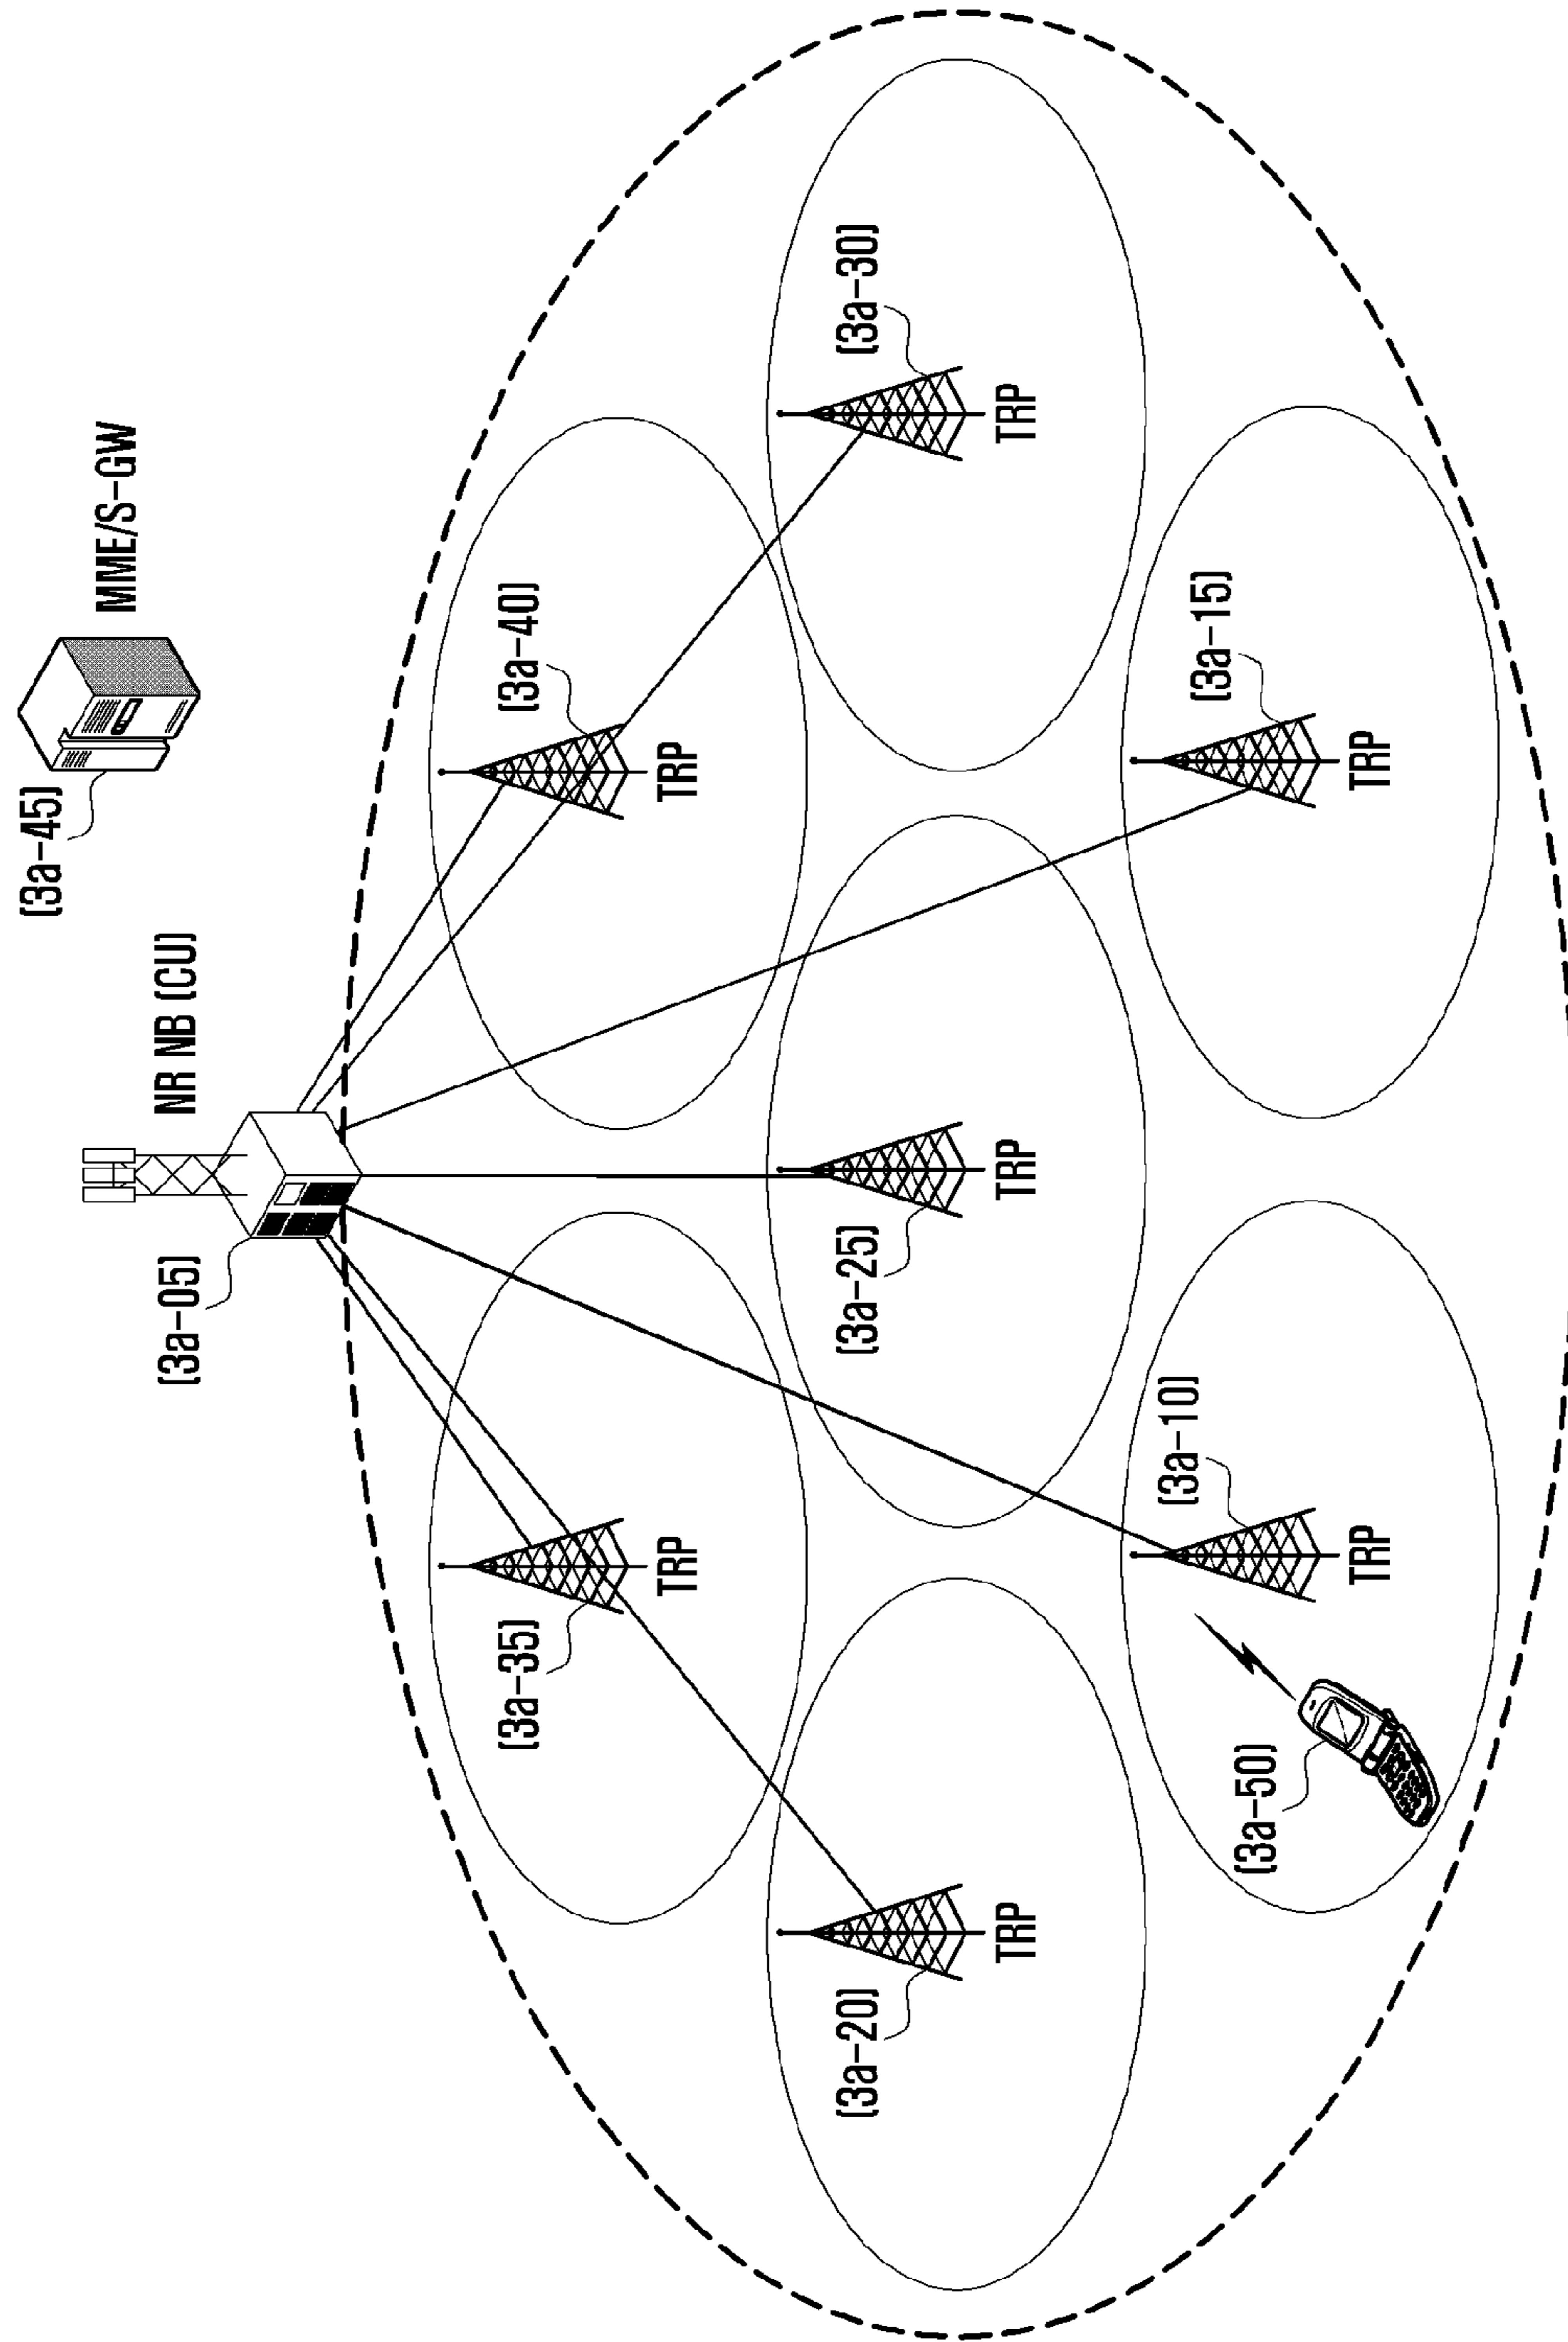 (3a-45)
MME/S-GW
NR NB (CU)
(3a-05)
(3a-35)
TRP
(3a-40)
TRP
(3a-20)
TRP
(3a-25)
TRP
(3a-30)
TRP
(3a-10)
TRP
(3a-50)
(3a-15)
TRP